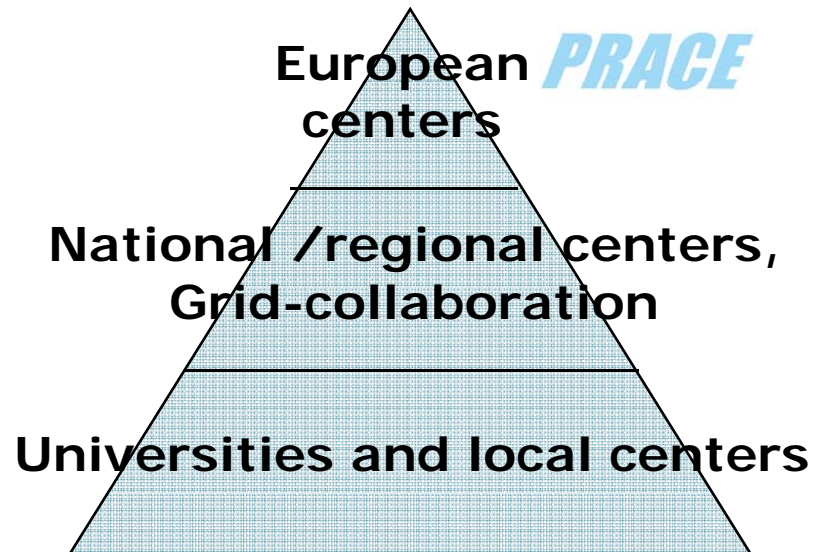 European PRACE
centers
National /regional centers,
Grid-collaboration
Universities and local centers